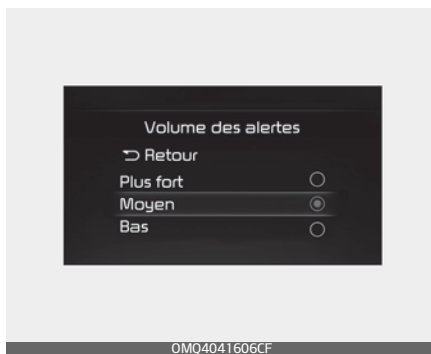 Volume des alertes
Retour
Plus fort
Moyen
Bas
OMQ4041606CF